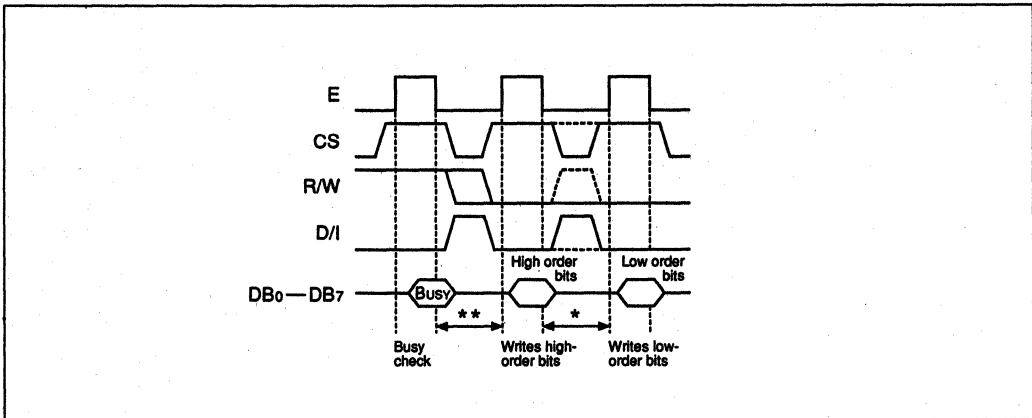 E
CS
R/W
D/I
High order
bits
Low order
bits
DB0—DB7
BUSY
**
*
Busy
check
Writes high-
order bits
Writes low-
order bits